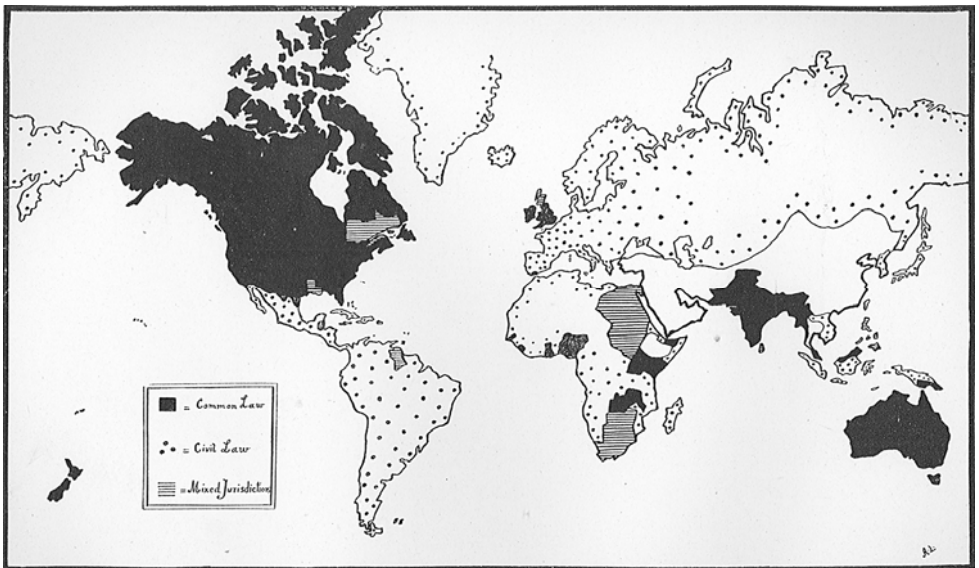 = Common Law
= Civil Law
= Mixed Jurisdiction